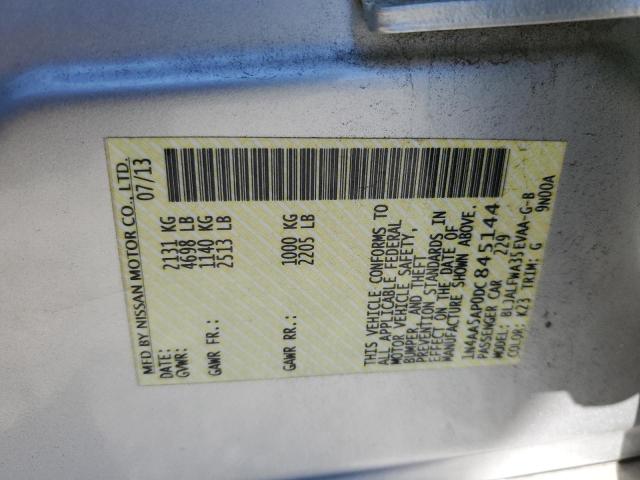 MFD BY NISSAN MOTOR CO., LTD.
DATE: 07/13
GVWR: 2131 KG
4698 LB
GAWR FR: 1140 KG
2513 LB
GAWR RR: 1000 KG
2205 LB
THIS VEHICLE CONFORMS TO
ALL APPLICABLE FEDERAL
MOTOR VEHICLE SAFETY,
BUMPER, AND THEFT
PREVENTION STANDARDS IN
EFFECT ON THE DATE OF
MANUFACTURE SHOWN ABOVE.
1N4AA5AP0DC845144
PASSENGER CAR 229
MODEL: BLJALFWA35EVAA-G-B
COLOR: K23 TRIM: G 9N00A